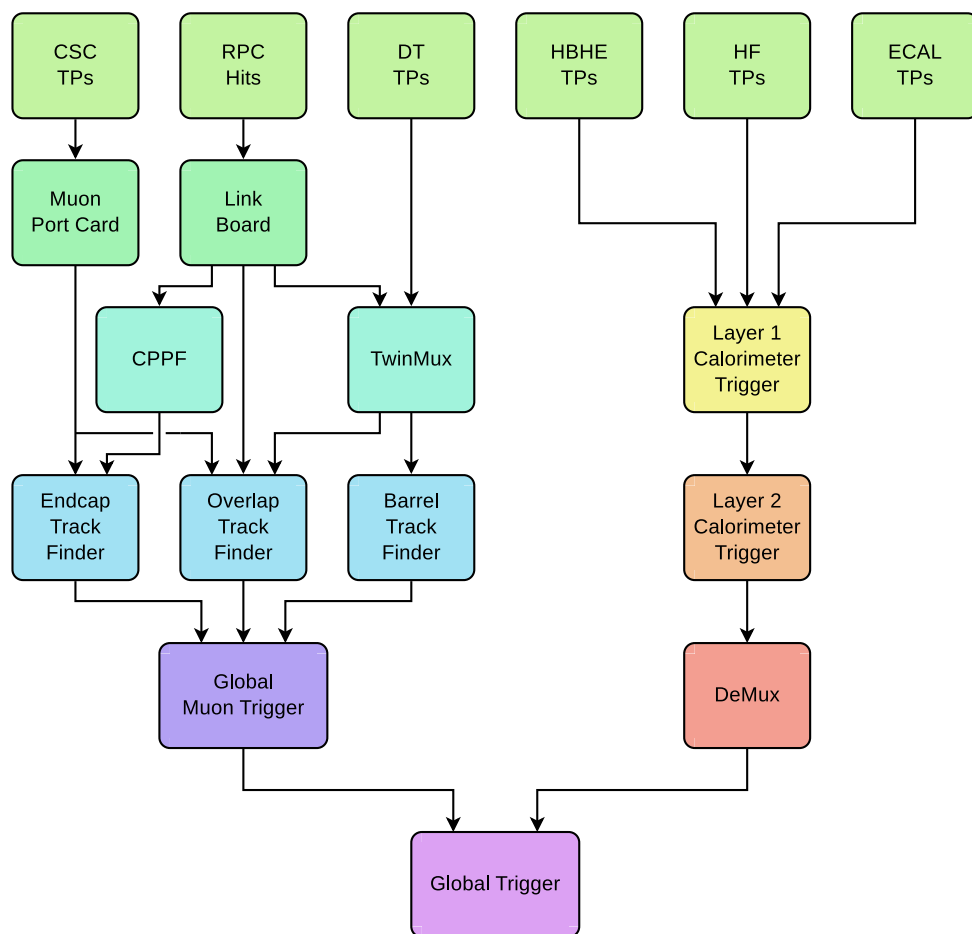 CSC
TPs
RPC
Hits
DT
TPs
HBHE
TPs
HF
TPs
ECAL
TPs
Muon
Port Card
Link
Board
CPPF
TwinMux
Layer 1
Calorimeter
Trigger
Endcap
Track
Finder
Overlap
Track
Finder
Barrel
Track
Finder
Layer 2
Calorimeter
Trigger
Global
Muon Trigger
DeMux
Global Trigger